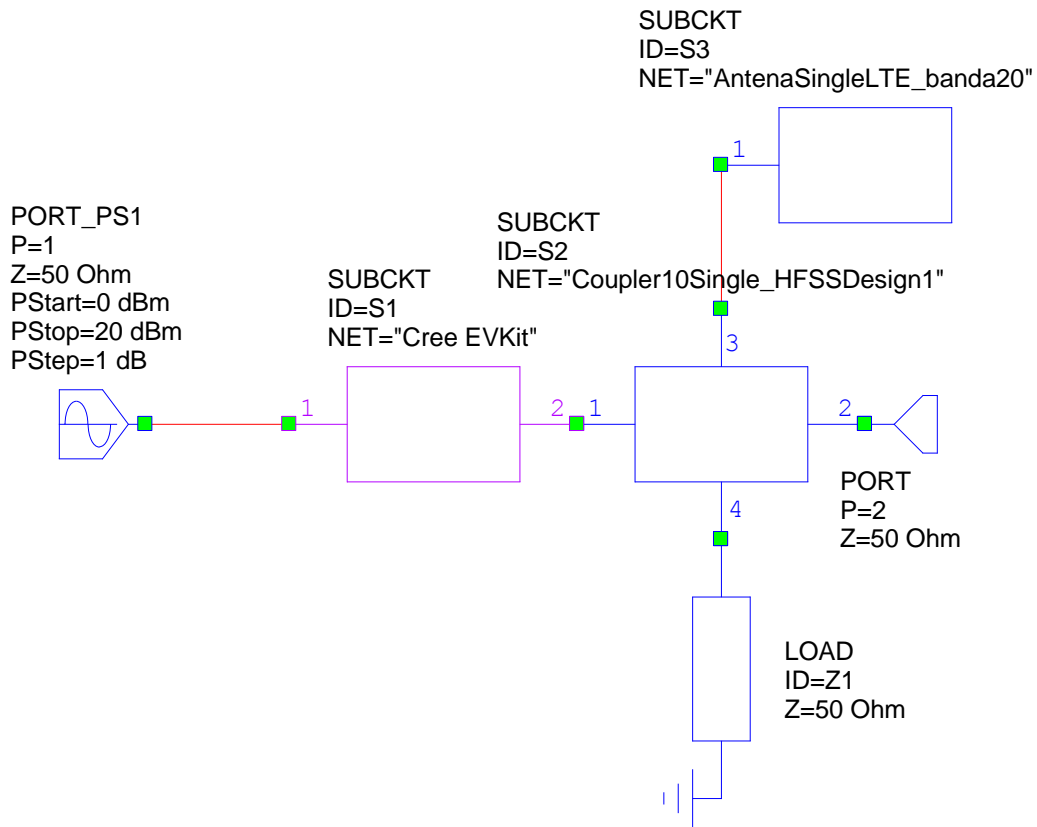 SUBCKT
ID=S3
NET="AntenaSingleLTE_banda20"
1
PORT_PS1
P=1
Z=50 Ohm
PStart=0 dBm
PStop=20 dBm
PStep=1 dB
SUBCKT
ID=S2
NET="Coupler10Single_HFSSDesign1"
SUBCKT
ID=S1
NET="Cree EVKit"
3
1
2
1
2
4
PORT
P=2
Z=50 Ohm
LOAD
ID=Z1
Z=50 Ohm